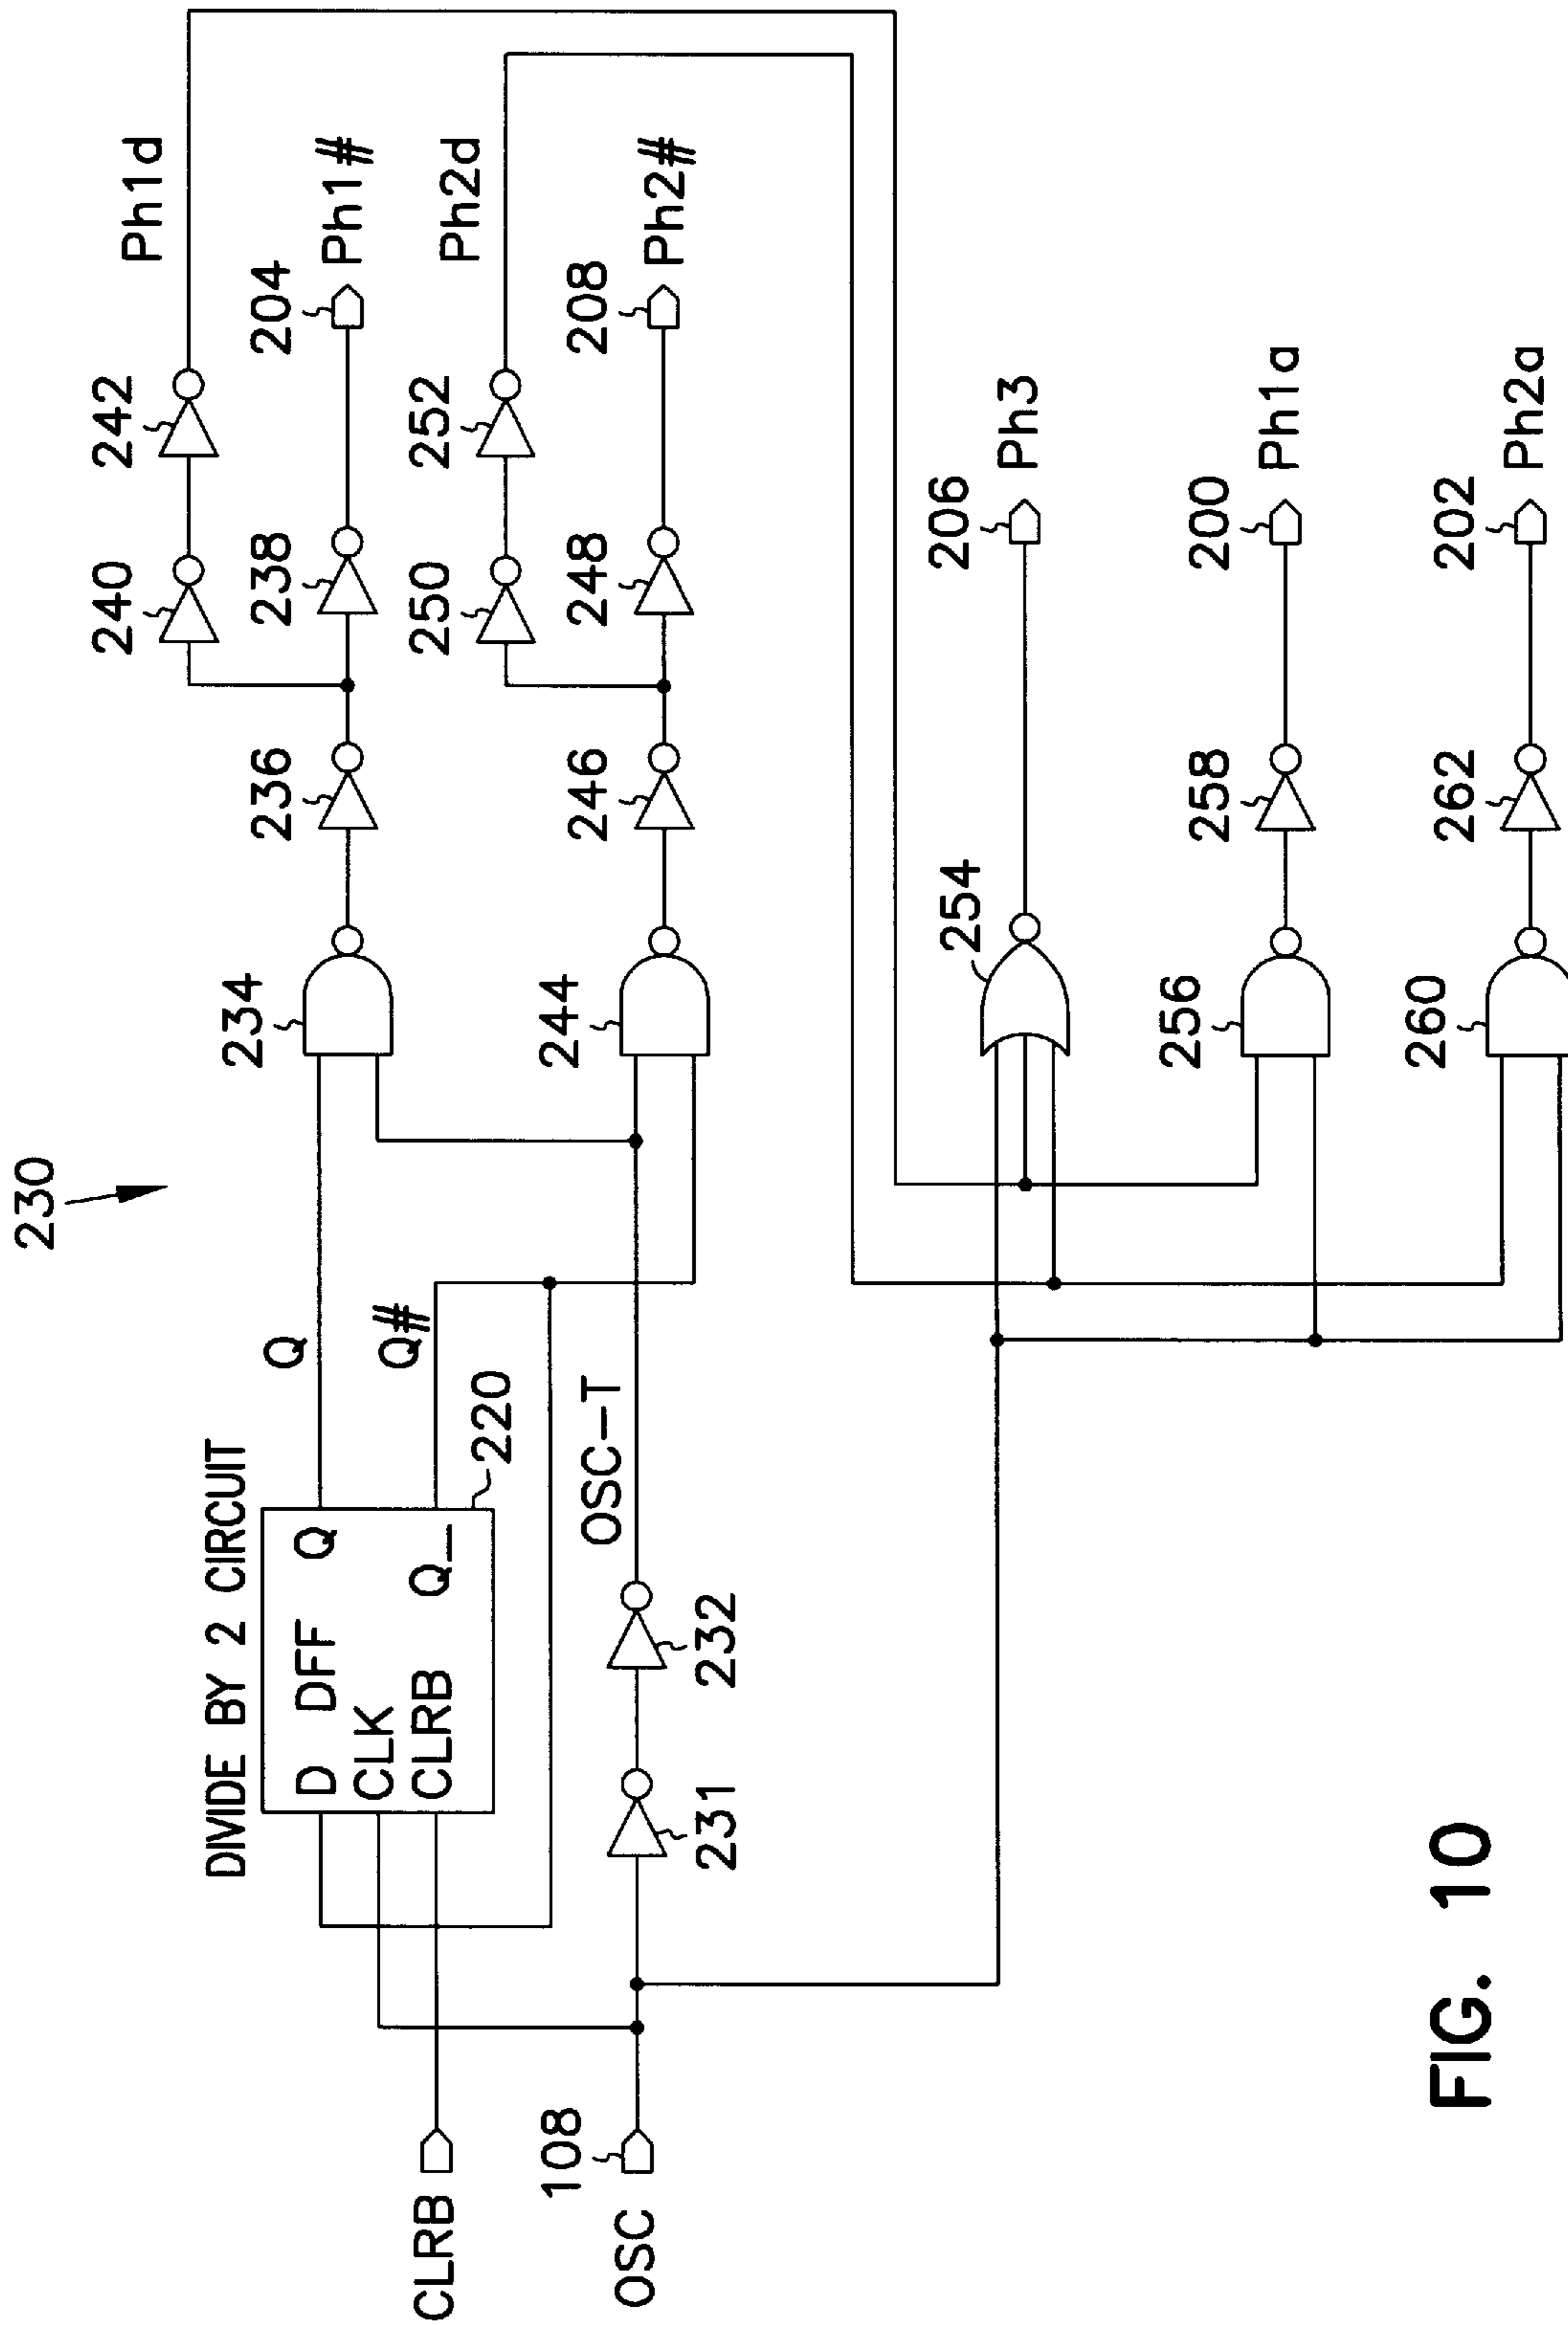 230
DIVIDE BY 2 CIRCUIT
D DFF Q
CLK
CLRB Q_
220
CLRB
108
OSC
Q
Q#
OSC-T
231
232
234
236
240
242
Ph1d
238
204
Ph1#
244
246
250
252
Ph2d
248
208
Ph2#
254
206
Ph3
256
258
200
Ph1a
260
262
202
Ph2a
FIG. 10